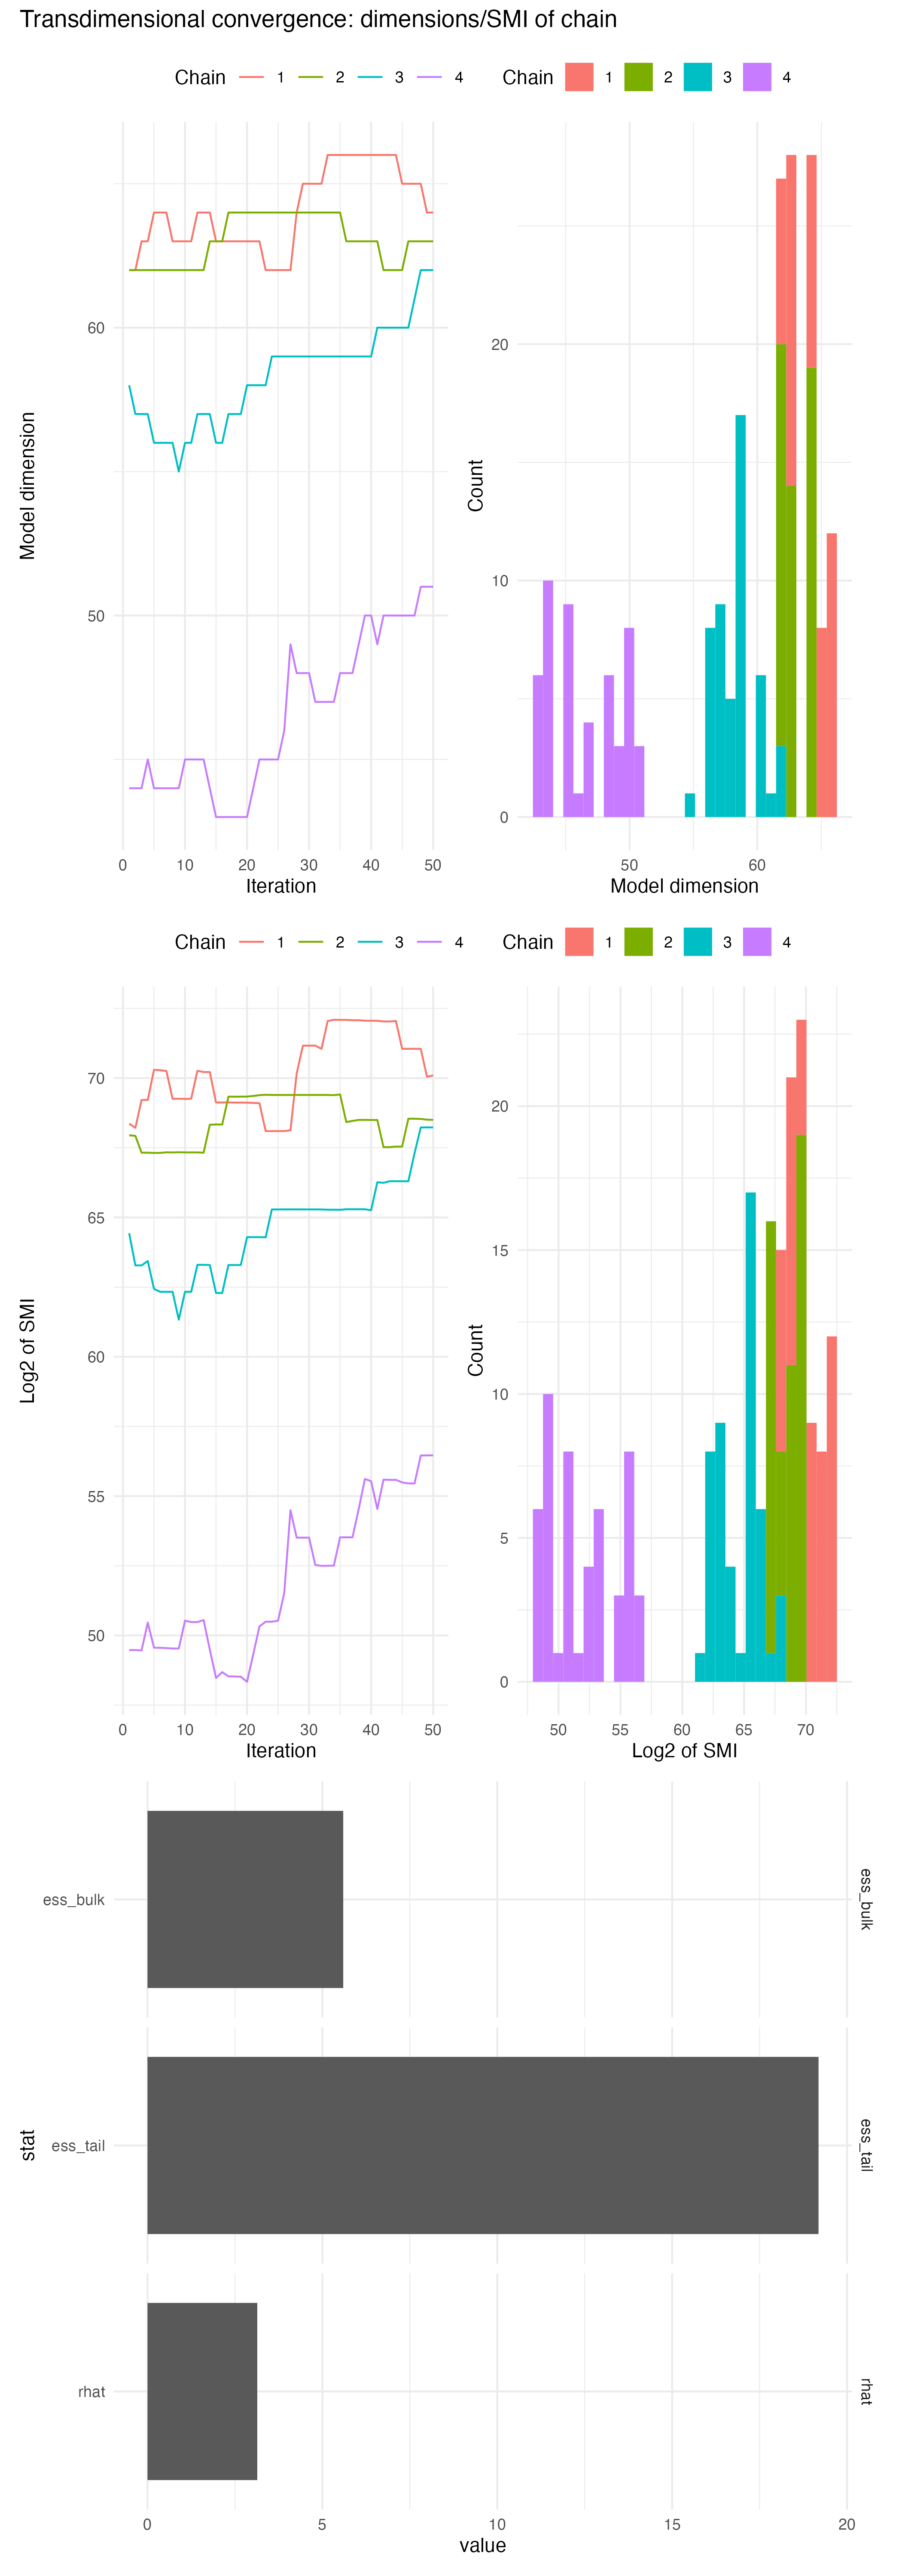 Transdimensional convergence: dimensions/SMI of chain
Chain 1 2 3 4
Chain 1 2 3 4
60
50
Model dimension
0 10 20 30 40 50
Iteration
20
10
0
Count
50 60
Model dimension
Chain 1 2 3 4
Chain 1 2 3 4
70
65
60
55
50
Log2 of SMI
0 10 20 30 40 50
Iteration
20
15
10
5
0
Count
50 55 60 65 70
Log2 of SMI
ess_bulk
ess_bulk
stat
ess_tail
ess_tail
rhat
rhat
0 5 10 15 20
value